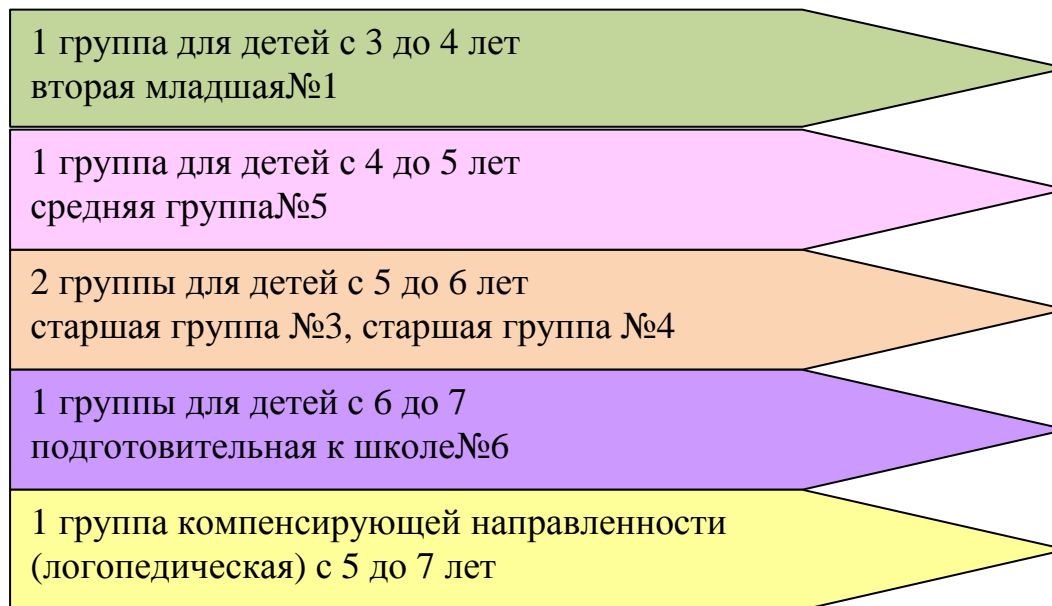 1 группа для детей с 3 до 4 лет
вторая младшая№1
1 группа для детей с 4 до 5 лет
средняя группа№5
2 группы для детей с 5 до 6 лет
старшая группа №3, старшая группа №4
1 группы для детей с 6 до 7
подготовительная к школе№6
1 группа компенсирующей направленности
(логопедическая) с 5 до 7 лет